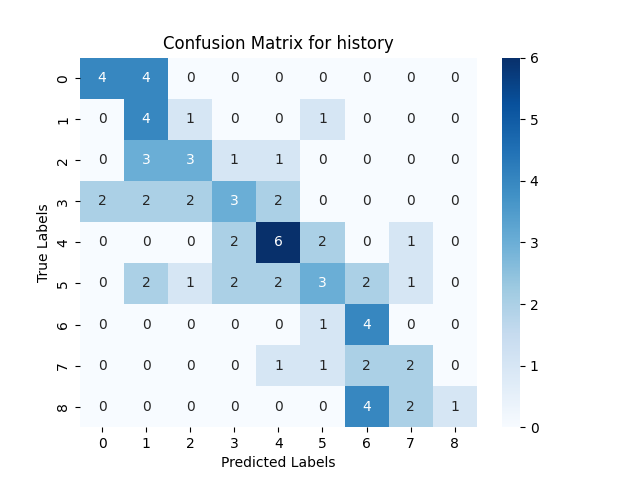 Confusion Matrix for history
True Labels
0 4 4 0 0 0 0 0 0 0
1 0 4 1 0 0 1 0 0 0
2 0 3 3 1 1 0 0 0 0
3 2 2 2 3 2 0 0 0 0
4 0 0 0 2 6 2 0 1 0
5 0 2 1 2 2 3 2 1 0
6 0 0 0 0 0 1 4 0 0
7 0 0 0 0 1 1 2 2 0
8 0 0 0 0 0 0 4 2 1
0 1 2 3 4 5 6 7 8
Predicted Labels
6
5
4
3
2
1
0